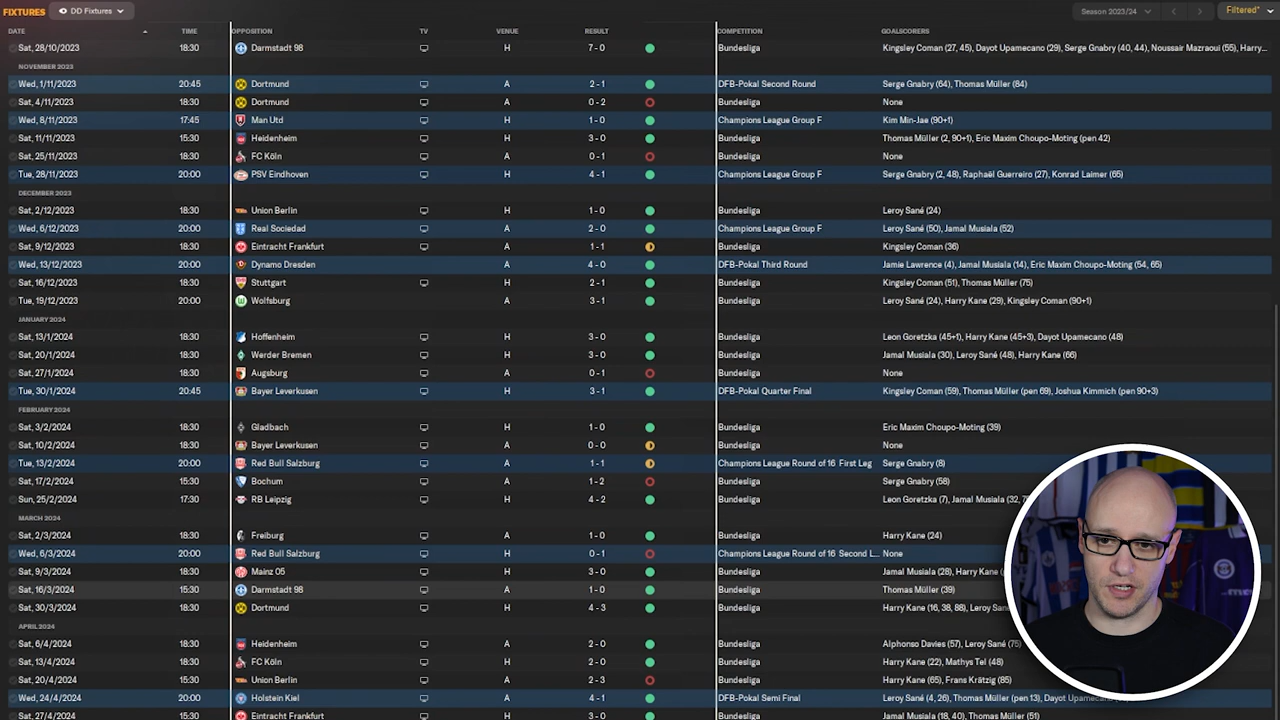 FIXTURES DD Fixtures Season 2023/24 Filtered*
DATE TIME OPPOSITION TV VENUE RESULT COMPETITION GOALSCORERS
Sat, 28/10/2023 18:30 Darmstadt 98 H 7 - 0 Bundesliga Kingsley Coman (27, 45), Dayot Upamecano (29), Serge Gnabry (40, 44), Noussair Mazraoui (55), Harry...
NOVEMBER 2023
Wed, 1/11/2023 20:45 Dortmund A 2 - 1 DFB-Pokal Second Round Serge Gnabry (64), Thomas Müller (84)
Sat, 4/11/2023 18:30 Dortmund A 0 - 2 Bundesliga None
Wed, 8/11/2023 17:45 Man Utd H 1 - 0 Champions League Group F Kim Min-Jae (90+1)
Sat, 11/11/2023 15:30 Heidenheim H 3 - 0 Bundesliga Thomas Müller (2, 90+1), Eric Maxim Choupo-Moting (pen 42)
Sat, 25/11/2023 18:30 FC Köln A 0 - 1 Bundesliga None
Tue, 28/11/2023 20:00 PSV Eindhoven A 4 - 1 Champions League Group F Serge Gnabry (2, 48), Raphaël Guerreiro (27), Konrad Laimer (65)
DECEMBER 2023
Sat, 2/12/2023 18:30 Union Berlin H 1 - 0 Bundesliga Leroy Sané (24)
Wed, 6/12/2023 20:00 Real Sociedad A 2 - 0 Champions League Group F Leroy Sané (50), Jamal Musiala (52)
Sat, 9/12/2023 18:30 Eintracht Frankfurt A 1 - 1 Bundesliga Kingsley Coman (36)
Wed, 13/12/2023 20:00 Dynamo Dresden A 4 - 0 DFB-Pokal Third Round Jamie Lawrence (4), Jamal Musiala (14), Eric Maxim Choupo-Moting (54, 65)
Sat, 16/12/2023 18:30 Stuttgart H 2 - 1 Bundesliga Kingsley Coman (51), Thomas Müller (75)
Tue, 19/12/2023 20:00 Wolfsburg A 3 - 1 Bundesliga Leroy Sané (24), Harry Kane (29), Kingsley Coman (90+1)
JANUARY 2024
Sat, 13/1/2024 18:30 Hoffenheim H 3 - 0 Bundesliga Leon Goretzka (45+1), Harry Kane (45+3), Dayot Upamecano (48)
Sat, 20/1/2024 18:30 Werder Bremen H 3 - 0 Bundesliga Jamal Musiala (30), Leroy Sané (48), Harry Kane (66)
Sat, 27/1/2024 18:30 Augsburg A 0 - 1 Bundesliga None
Tue, 30/1/2024 20:45 Bayer Leverkusen H 3 - 1 DFB-Pokal Quarter Final Kingsley Coman (59), Thomas Müller (pen 69), Joshua Kimmich (pen 90+3)
FEBRUARY 2024
Sat, 3/2/2024 18:30 Gladbach H 1 - 0 Bundesliga Eric Maxim Choupo-Moting (39)
Sat, 10/2/2024 18:30 Bayer Leverkusen A 0 - 0 Bundesliga None
Tue, 13/2/2024 20:00 Red Bull Salzburg A 1 - 1 Champions League Round of 16 First Leg Serge Gnabry (8)
Sat, 17/2/2024 15:30 Bochum A 1 - 2 Bundesliga Serge Gnabry (58)
Sun, 25/2/2024 17:30 RB Leipzig H 4 - 2 Bundesliga Leon Goretzka (7), Jamal Musiala (32,
MARCH 2024
Sat, 2/3/2024 18:30 Freiburg A 1 - 0 Bundesliga Harry Kane (24)
Wed, 6/3/2024 20:00 Red Bull Salzburg H 0 - 1 Champions League Round of 16 Second L... None
Sat, 9/3/2024 18:30 Mainz 05 H 3 - 0 Bundesliga Jamal Musiala (28), Harry Kane
Sat, 16/3/2024 15:30 Darmstadt 98 A 1 - 0 Bundesliga Thomas Müller (39)
Sat, 30/3/2024 18:30 Dortmund H 4 - 3 Bundesliga Harry Kane (16, 38, 88), Leroy
APRIL 2024
Sat, 6/4/2024 18:30 Heidenheim A 2 - 0 Bundesliga Alphonso Davies (57), Leroy Sané (75)
Sat, 13/4/2024 18:30 FC Köln H 2 - 0 Bundesliga Harry Kane (22), Mathys Tel (48)
Sat, 20/4/2024 15:30 Union Berlin A 2 - 3 Bundesliga Harry Kane (65), Frans Krätzig (85)
Wed, 24/4/2024 20:00 Holstein Kiel A 4 - 1 DFB-Pokal Semi Final Leroy Sané (4, 26), Thomas Müller (pen 13), Dayot
Sat, 27/4/2024 15:30 Eintracht Frankfurt H 3 - 0 Bundesliga Jamal Musiala (18, 40), Thomas Müller (51)